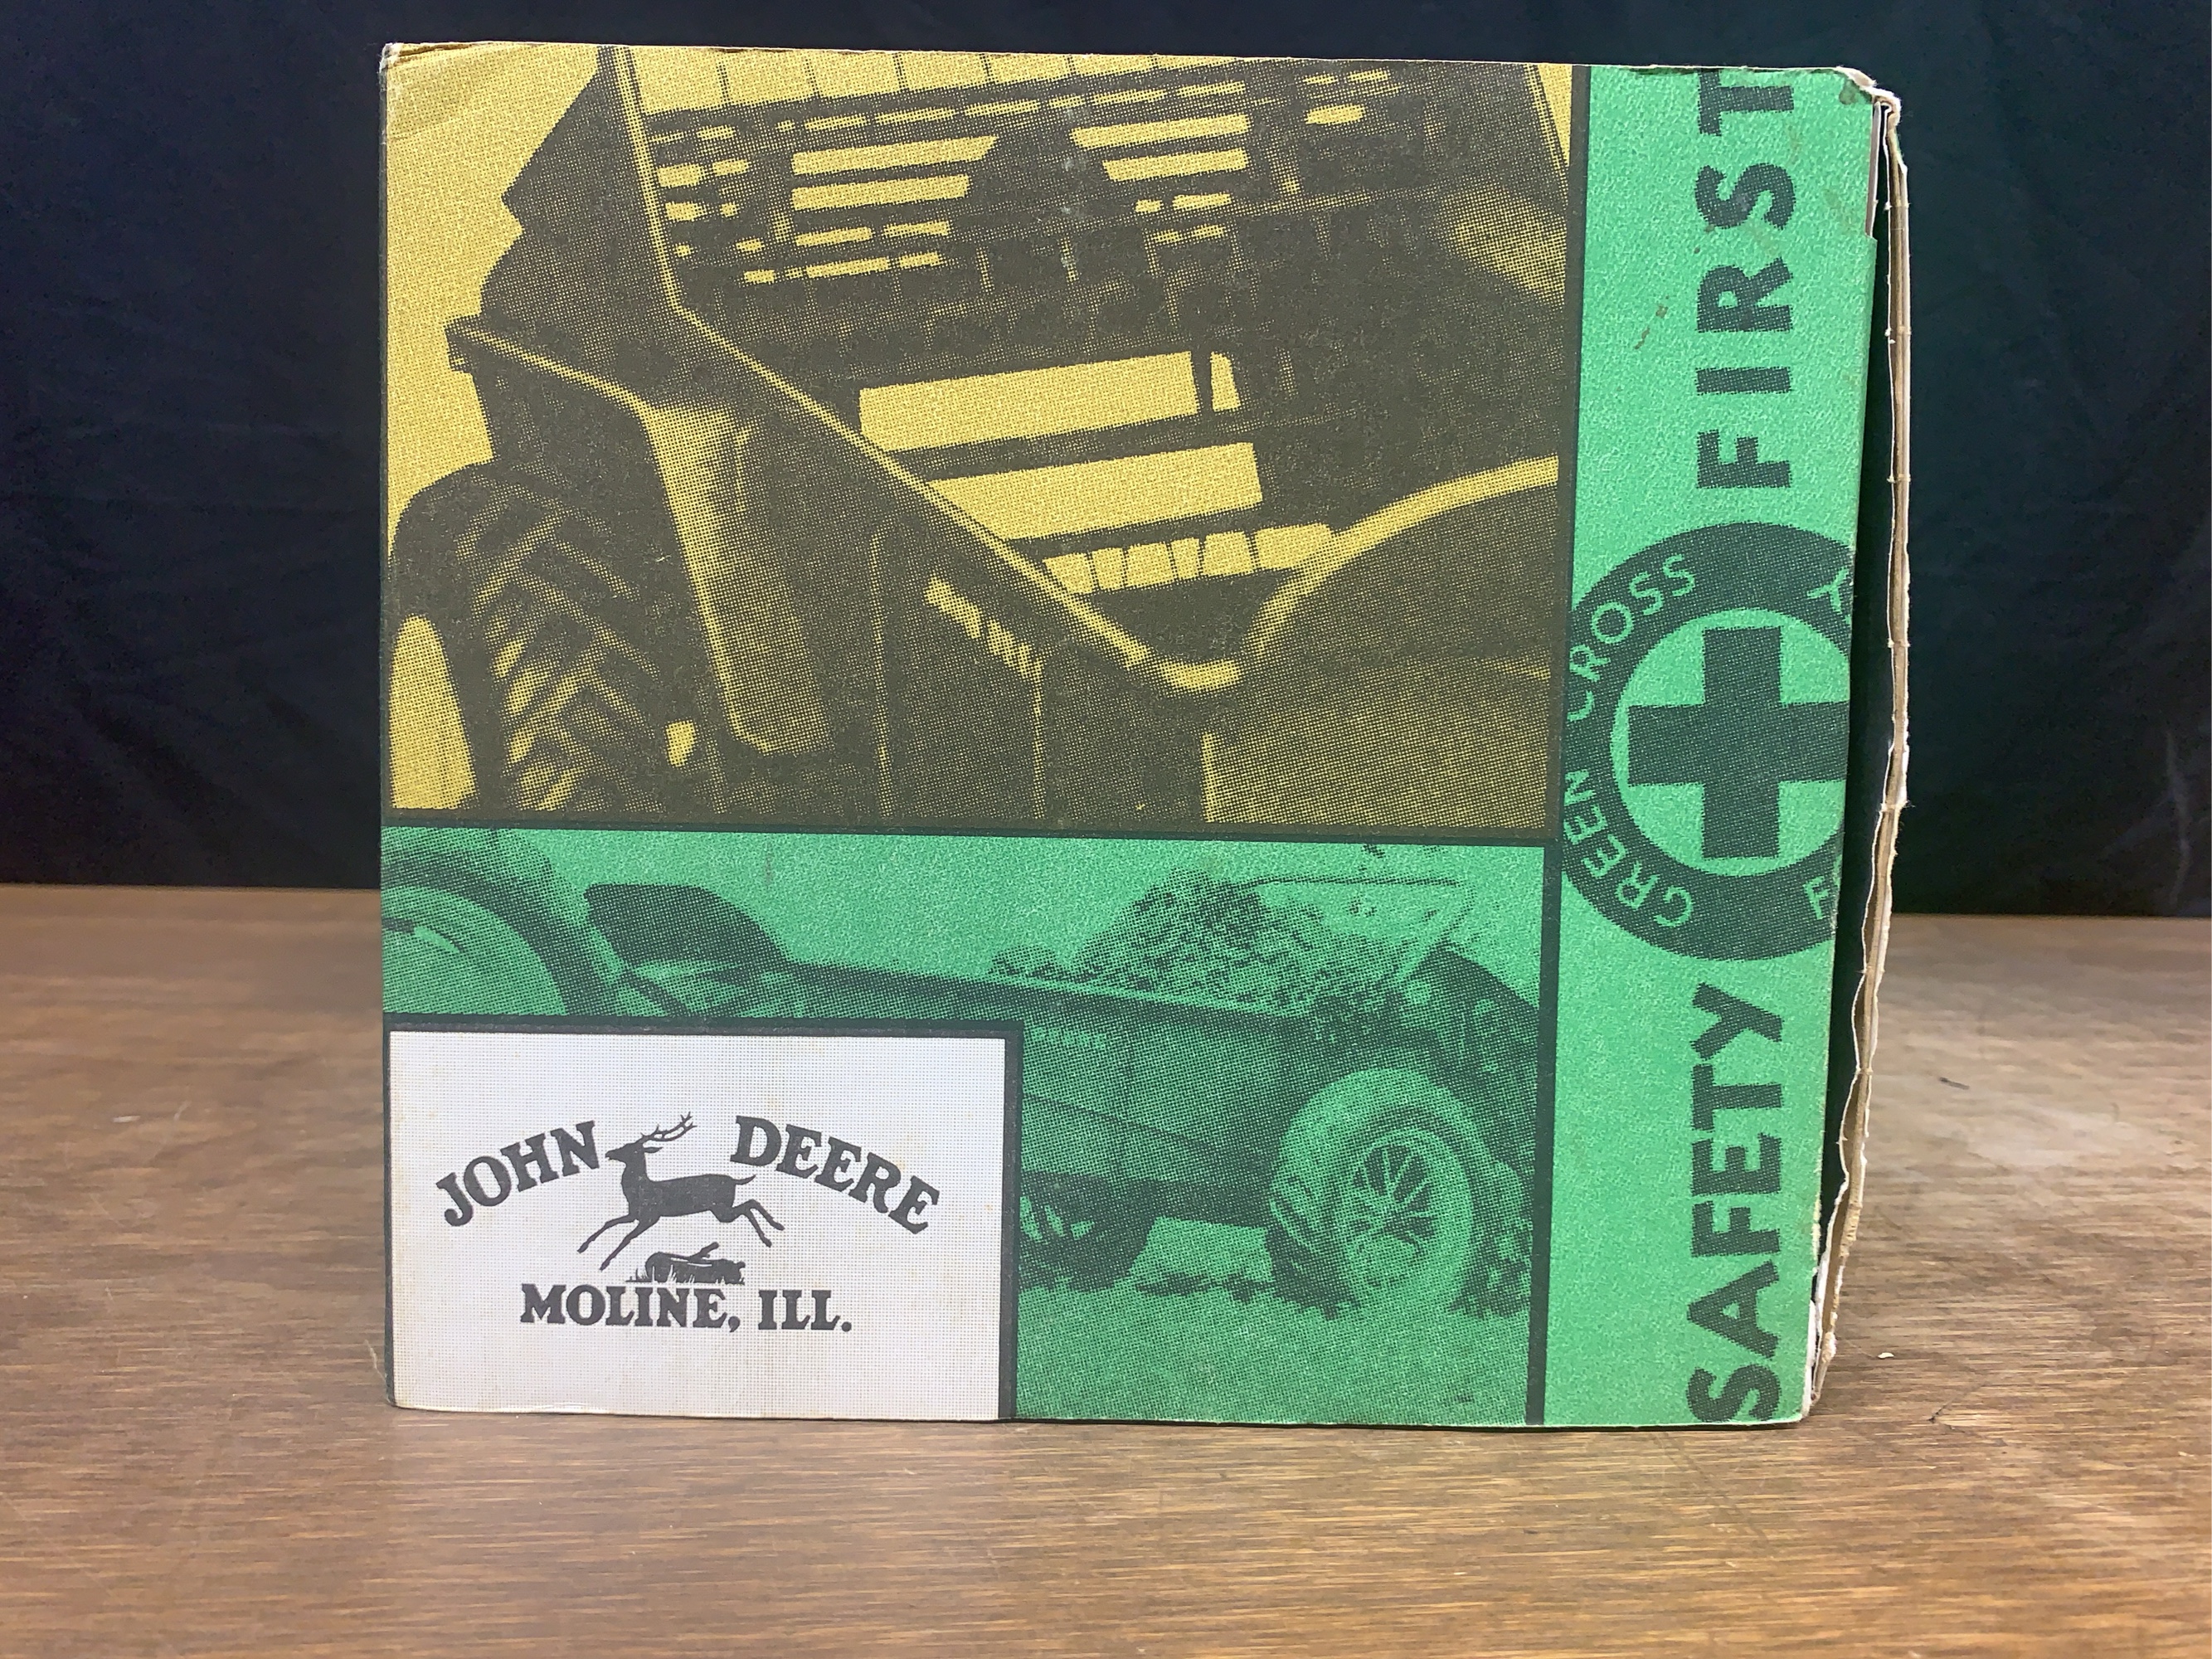 JOHN DEERE
MOLINE, ILL.
SAFETY FIRST
GREEN CROSS